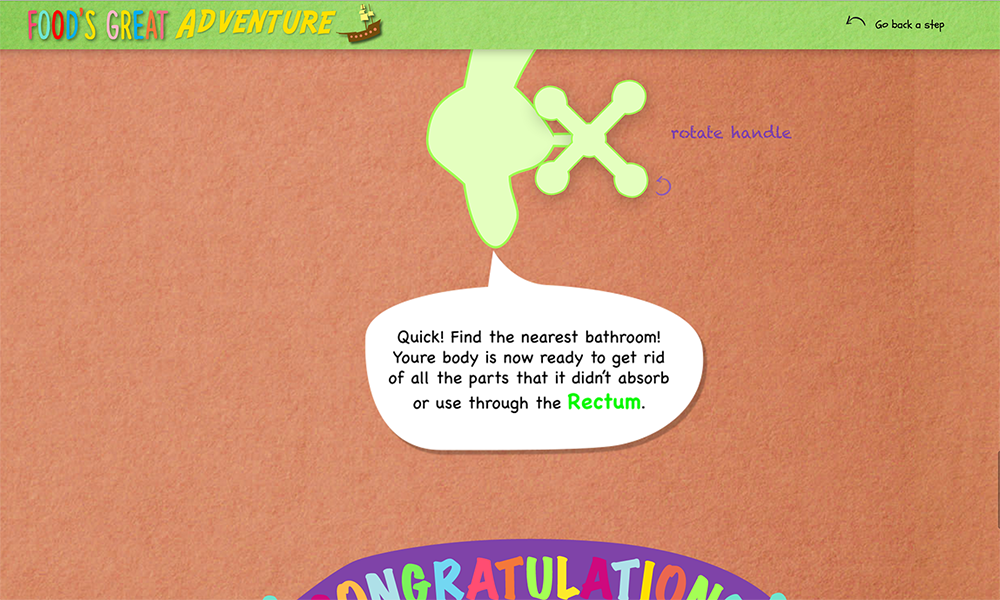 FOOD'S GREAT ADVENTURE
Go back a step
rotate handle
Quick! Find the nearest bathroom!
Youre body is now ready to get rid
of all the parts that it didn't absorb
or use through the Rectum.
CONGRATULATIONS